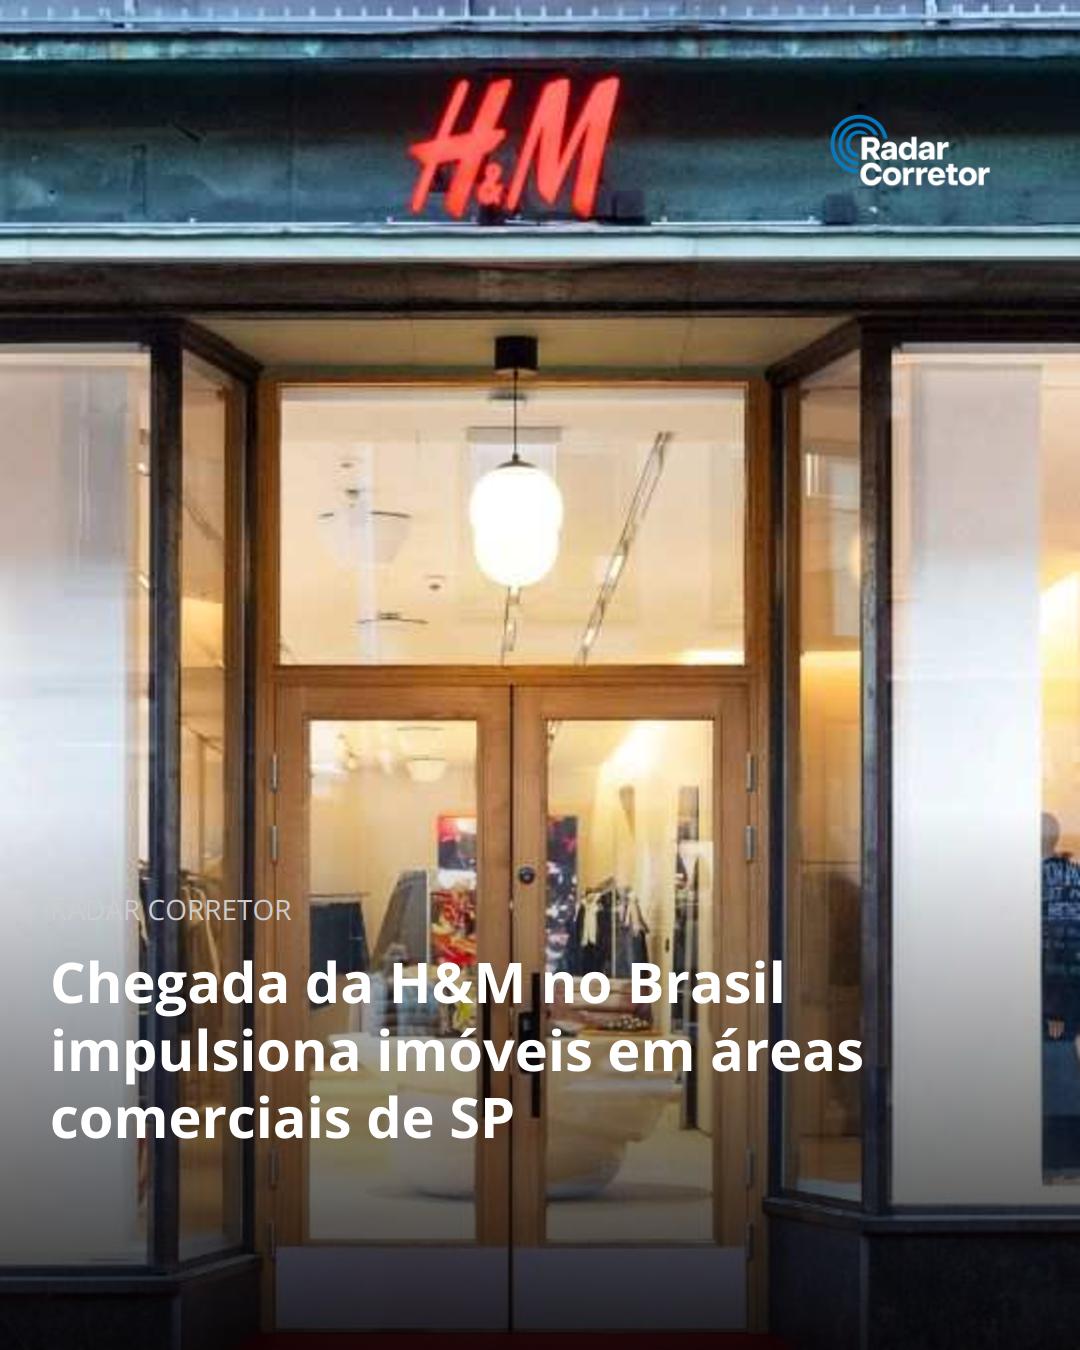 H&M
Radar
Corretor
RADAR CORRETOR
Chegada da H&M no Brasil
impulsiona imóveis em áreas
comerciais de SP